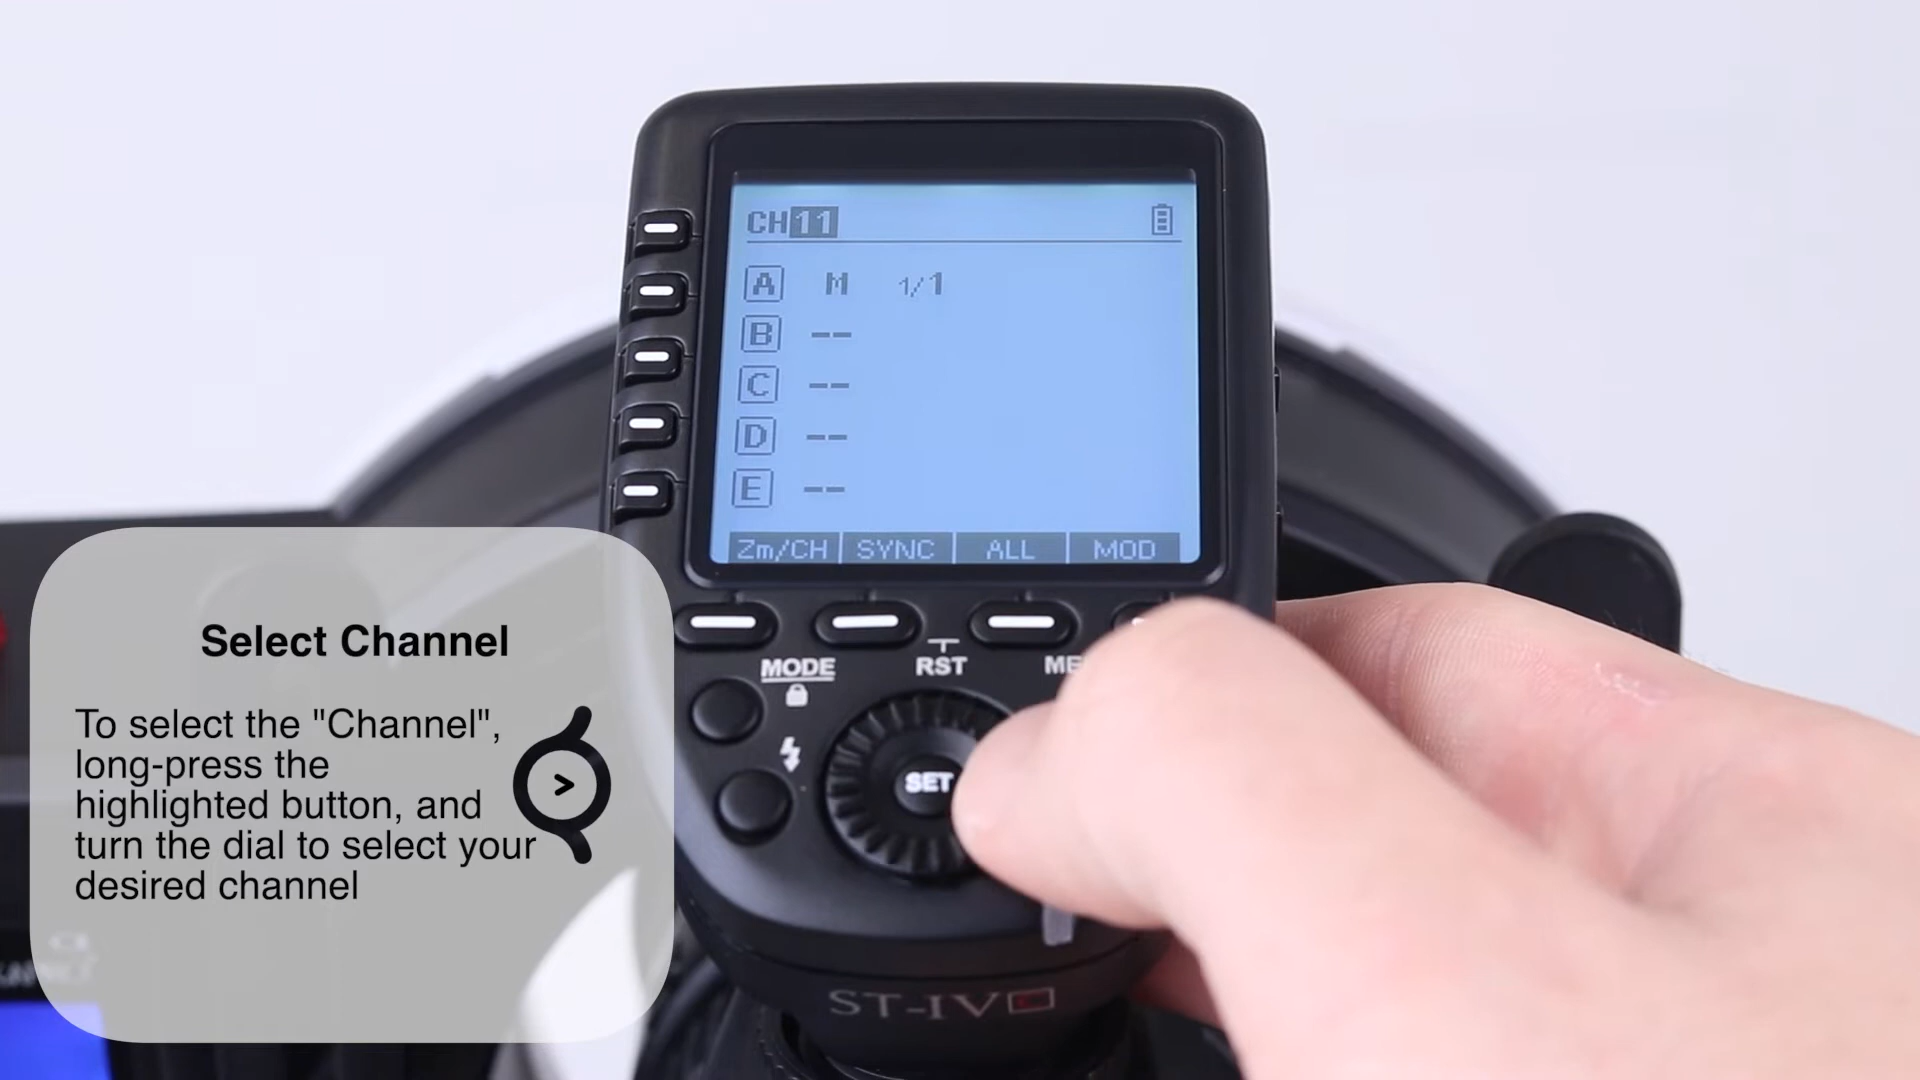 CH11
A M 1/1
B --
C --
D --
E --
Zm/CH SYNC ALL MOD
MODE RST
SET
ST-IV
Select Channel
To select the "Channel",
long-press the
highlighted button, and
turn the dial to select your
desired channel